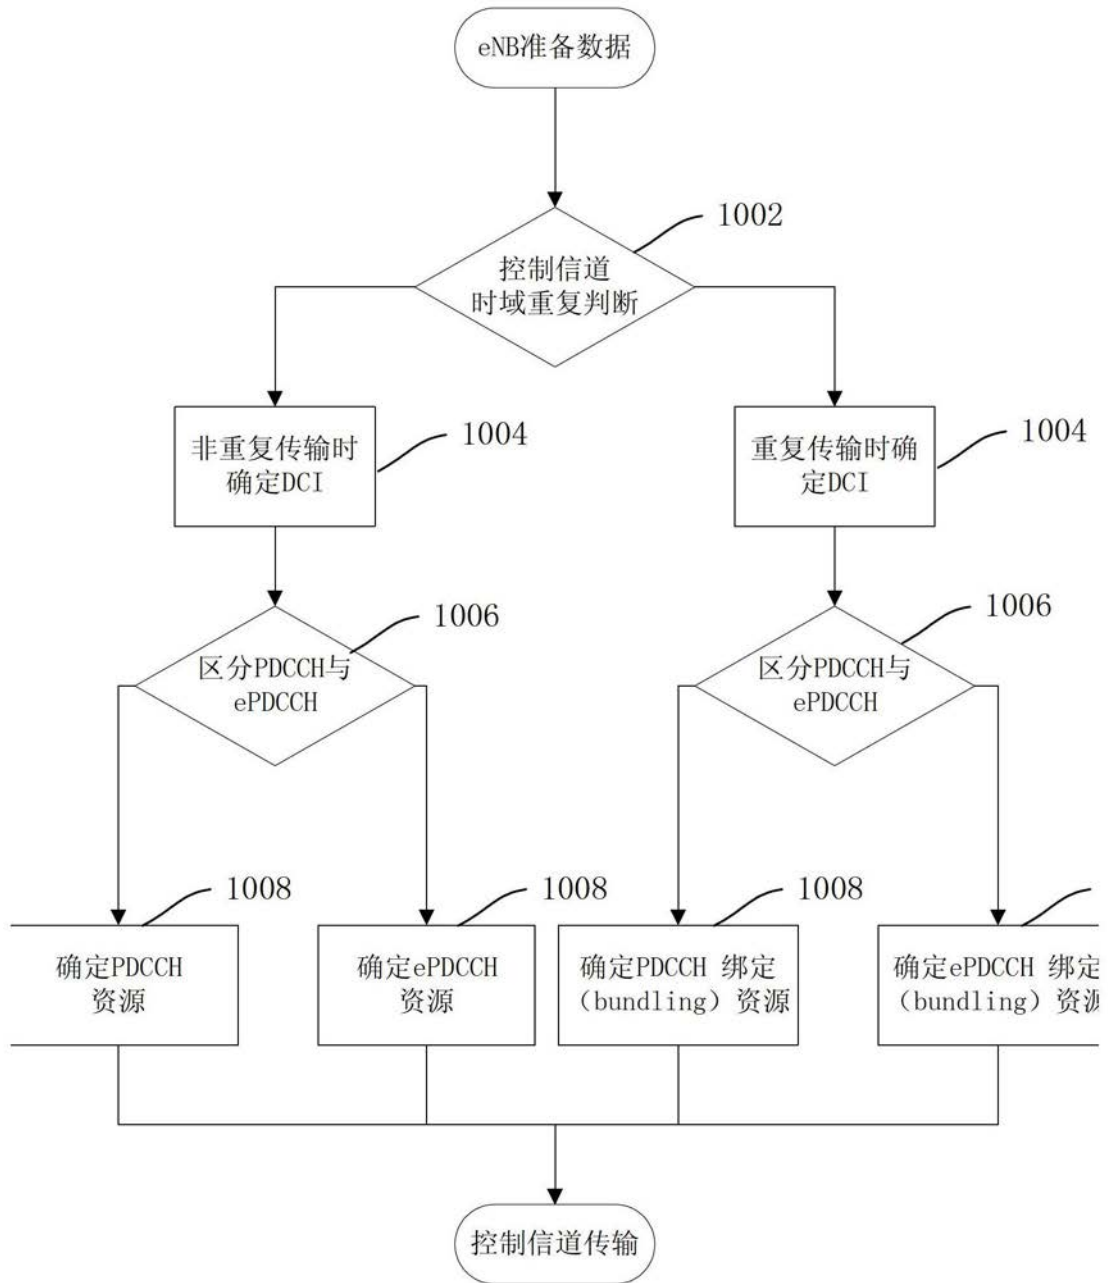 eNB准备数据
1002
控制信道
时域重复判断
1004
非重复传输时
确定DCI
1004
重复传输时确
定DCI
1006
区分PDCCH与
ePDCCH
1006
区分PDCCH与
ePDCCH
1008
确定PDCCH
资源
1008
确定ePDCCH
资源
1008
确定PDCCH 绑定
(bundling)资源
确定ePDCCH 绑定
(bundling)资源
控制信道传输